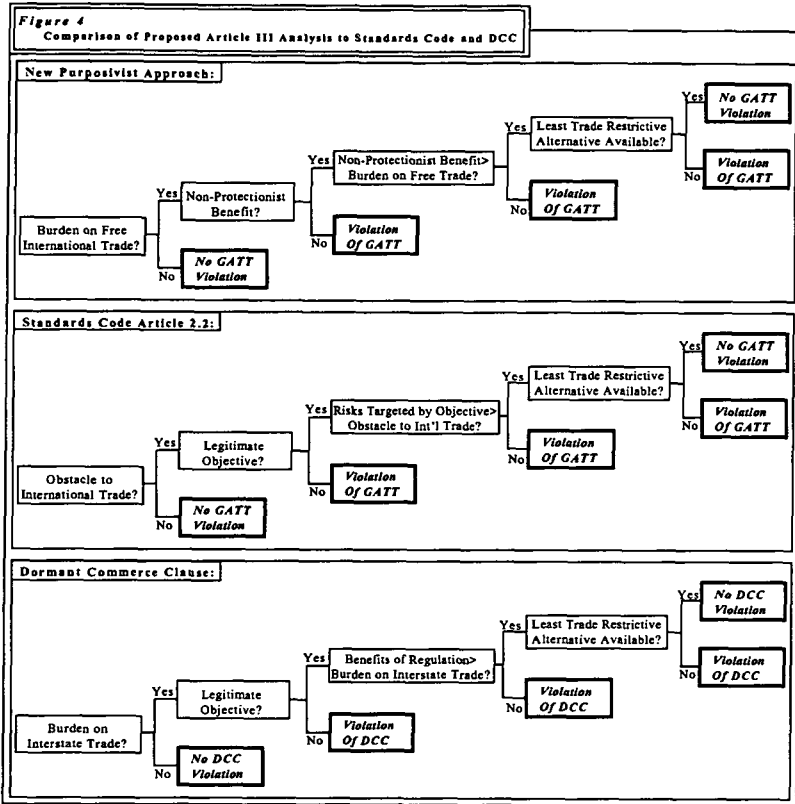 Figure 4
Comparison of Proposed Article III Analysis to Standards Code and DCC
New Purposivist Approach:
Burden on Free
International Trade?
Yes
No
Non-Protectionist
Benefit?
No GATT
Violation
Yes
No
Non-Protectionist Benefit>
Burden on Free Trade?
Violation
Of GATT
Yes
No
Least Trade Restrictive
Alternative Available?
Violation
Of GATT
Yes
No
No GATT
Violation
Violation
Of GATT
Standards Code Article 2.2:
Obstacle to
International Trade?
Yes
No
Legitimate
Objective?
No GATT
Violation
Yes
No
Risks Targeted by Objective>
Obstacle to Int'l Trade?
Violation
Of GATT
Yes
No
Least Trade Restrictive
Alternative Available?
Violation
Of GATT
Yes
No
No GATT
Violation
Violation
Of GATT
Dormant Commerce Clause:
Burden on
Interstate Trade?
Yes
No
Legitimate
Objective?
No DCC
Violation
Yes
No
Benefits of Regulation>
Burden on Interstate Trade?
Violation
Of DCC
Yes
No
Least Trade Restrictive
Alternative Available?
Violation
Of DCC
Yes
No
No DCC
Violation
Violation
Of DCC